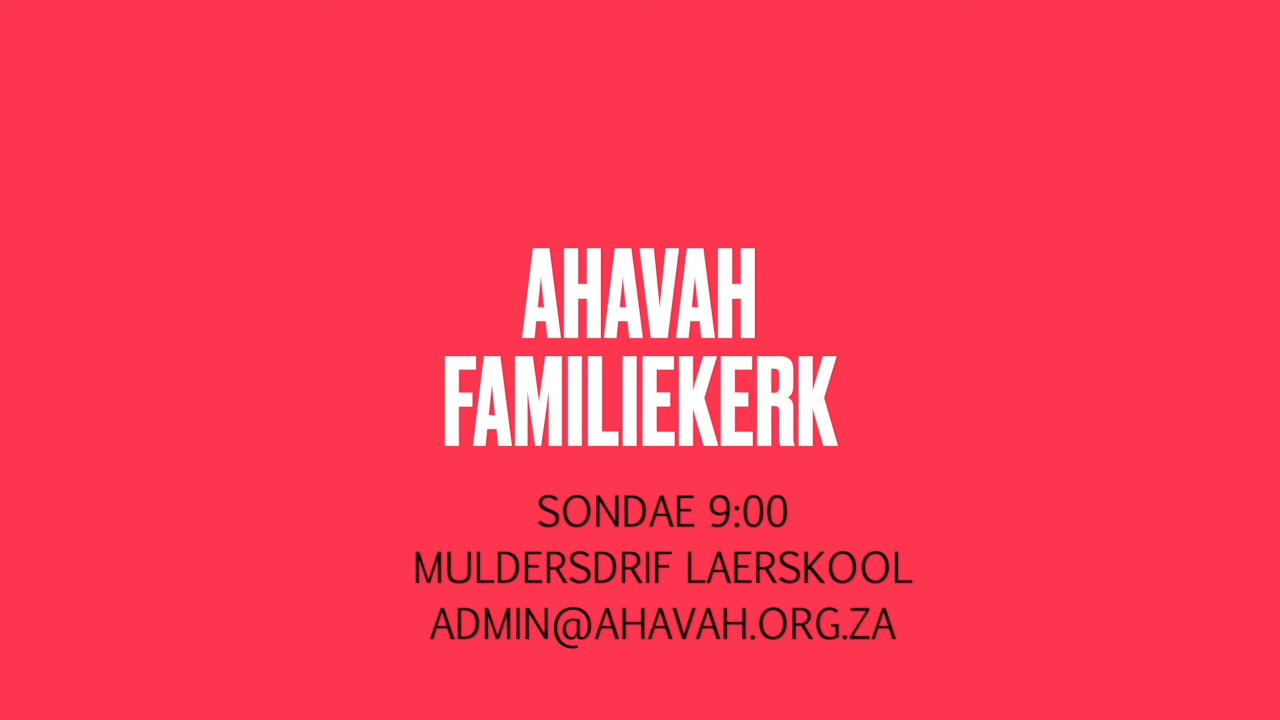 AHAVAH
FAMILIEKERK
SONDAE 9:00
MULDERSDRIF LAERSKOOL
ADMIN@AHAVAH.ORG.ZA